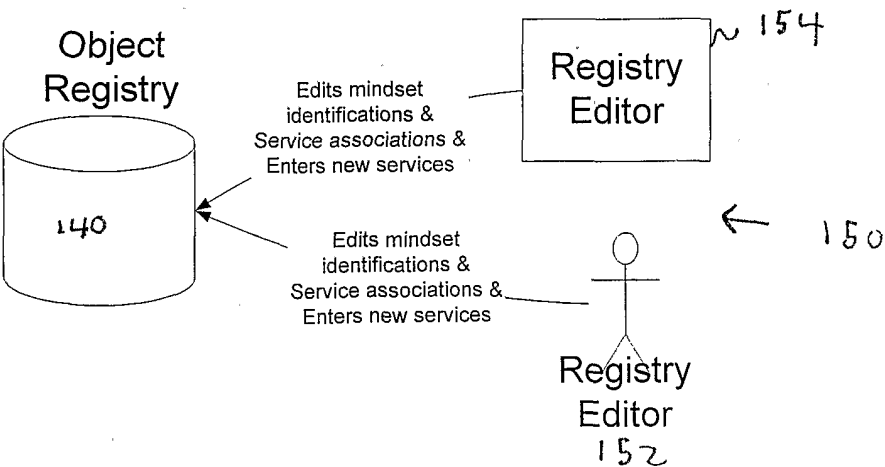 Object
Registry
140
Edits mindset
identifications &
Service associations &
Enters new services
Registry
Editor
154
150
Edits mindset
identifications &
Service associations &
Enters new services
Registry
Editor
152